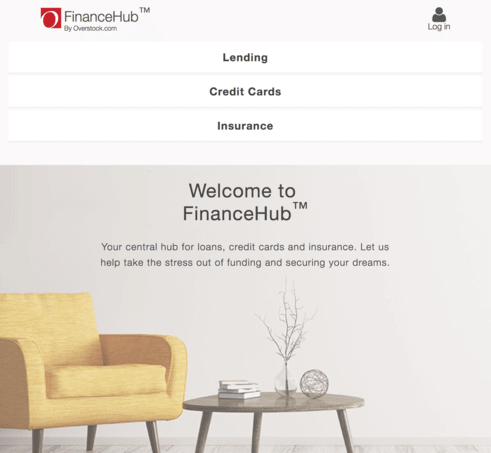 FinanceHub™
By Overstock.com
Log in
Lending
Credit Cards
Insurance
Welcome to
FinanceHub™
Your central hub for loans, credit cards and insurance. Let us
help take the stress out of funding and securing your dreams.